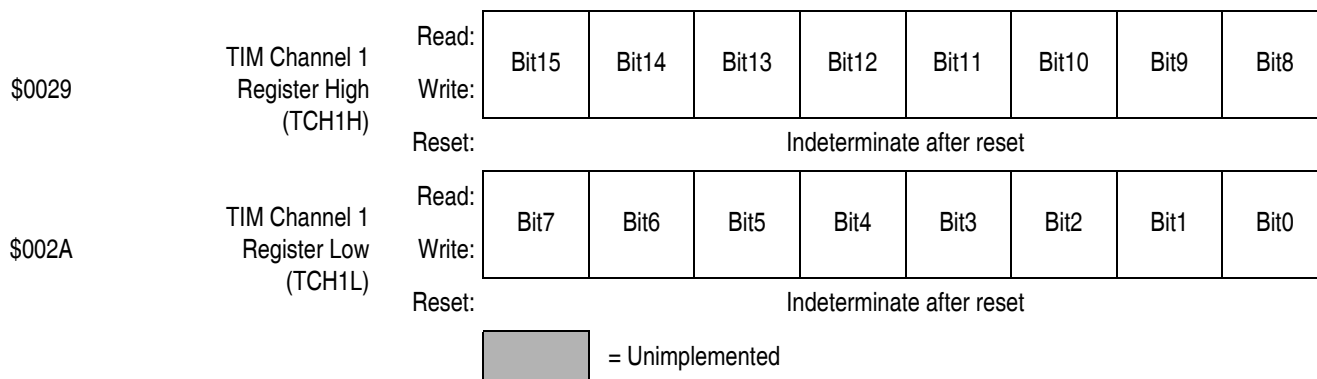 Read:
$0029 TIM Channel 1 Register High (TCH1H) Write: Bit15 Bit14 Bit13 Bit12 Bit11 Bit10 Bit9 Bit8
Reset: Indeterminate after reset
Read:
$002A TIM Channel 1 Register Low (TCH1L) Write: Bit7 Bit6 Bit5 Bit4 Bit3 Bit2 Bit1 Bit0
Reset: Indeterminate after reset
= Unimplemented